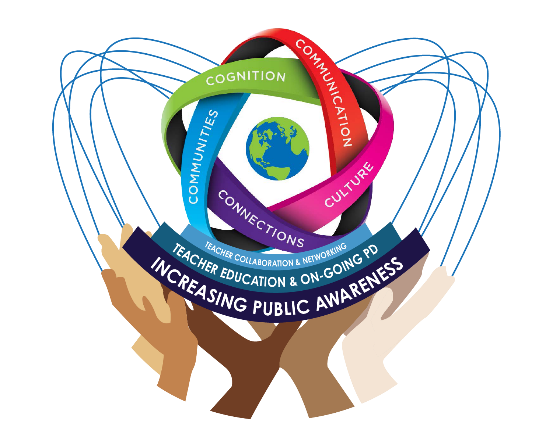 COMMUNICATION
COGNITION
COMMUNITIES
CULTURE
CONNECTIONS
TEACHER COLLABORATION & NETWORKING
TEACHER EDUCATION & ON-GOING PD
INCREASING PUBLIC AWARENESS